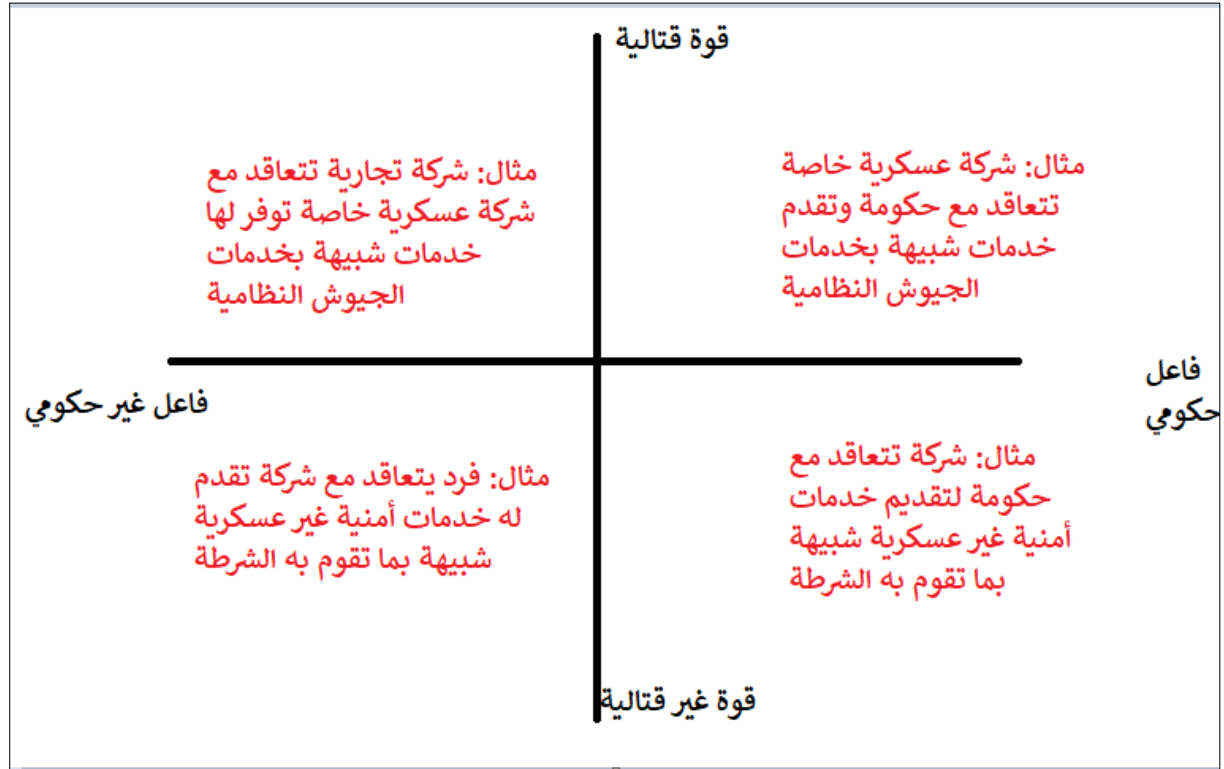 قوة قتالية
مثال: شركة عسكرية خاصة
تتعاقد مع حكومة وتقدم
خدمات شبيهة بخدمات
الجيوش النظامية
مثال: شركة تجارية تتعاقد مع
شركة عسكرية خاصة توفر لها
خدمات شبيهة بخدمات
الجيوش النظامية
فاعل
حكومي
فاعل غير حكومي
مثال: شركة تتعاقد مع
حكومة لتقديم خدمات
أمنية غير عسكرية شبيهة
بما تقوم به الشرطة
مثال: فرد يتعاقد مع شركة تقدم
له خدمات أمنية غير عسكرية
شبيهة بما تقوم به الشرطة
قوة غير قتالية